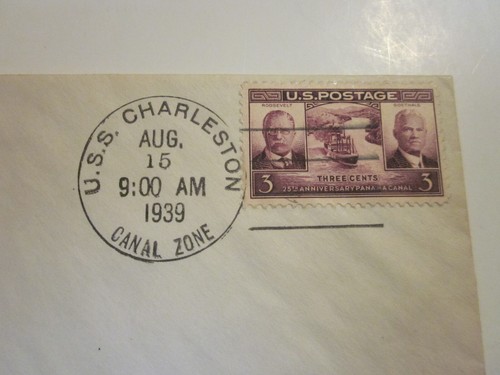 U.S.S. CHARLESTON
AUG.
15
9:00 AM
1939
CANAL ZONE
U.S. POSTAGE
ROOSEVELT
GOETHALS
THREE CENTS
3 3
25TH ANNIVERSARY PANAMA CANAL